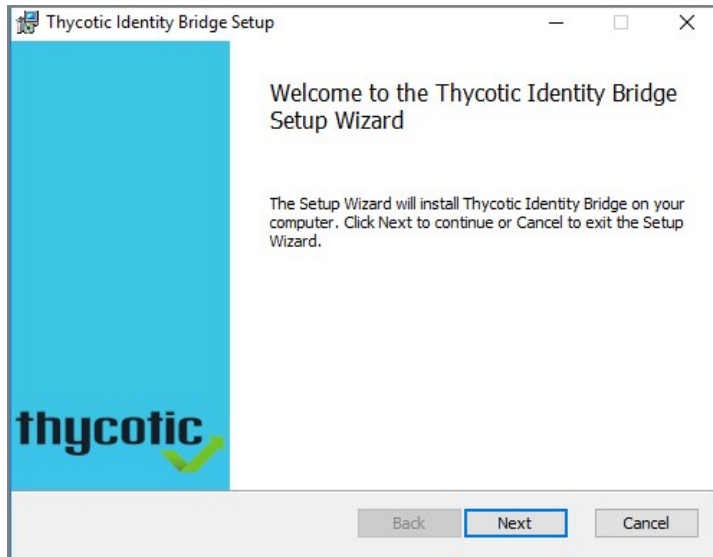 Thycotic Identity Bridge Setup
Welcome to the Thycotic Identity Bridge
Setup Wizard
The Setup Wizard will install Thycotic Identity Bridge on your
computer. Click Next to continue or Cancel to exit the Setup
Wizard.
thycotic
Back
Next
Cancel